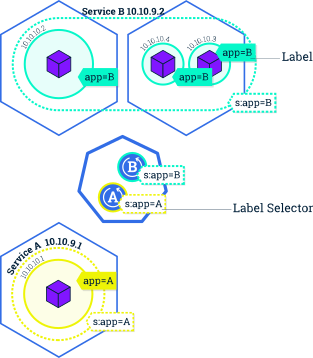 Service B 10.10.9.2
10.10.10.2
10.10.10.4
10.10.10.3
app=B
Label
app=B
app=B
s:app=B
B
s:app=B
A
s:app=A
Label Selector
Service A 10.10.9.1
10.10.10.1
app=A
s:app=A